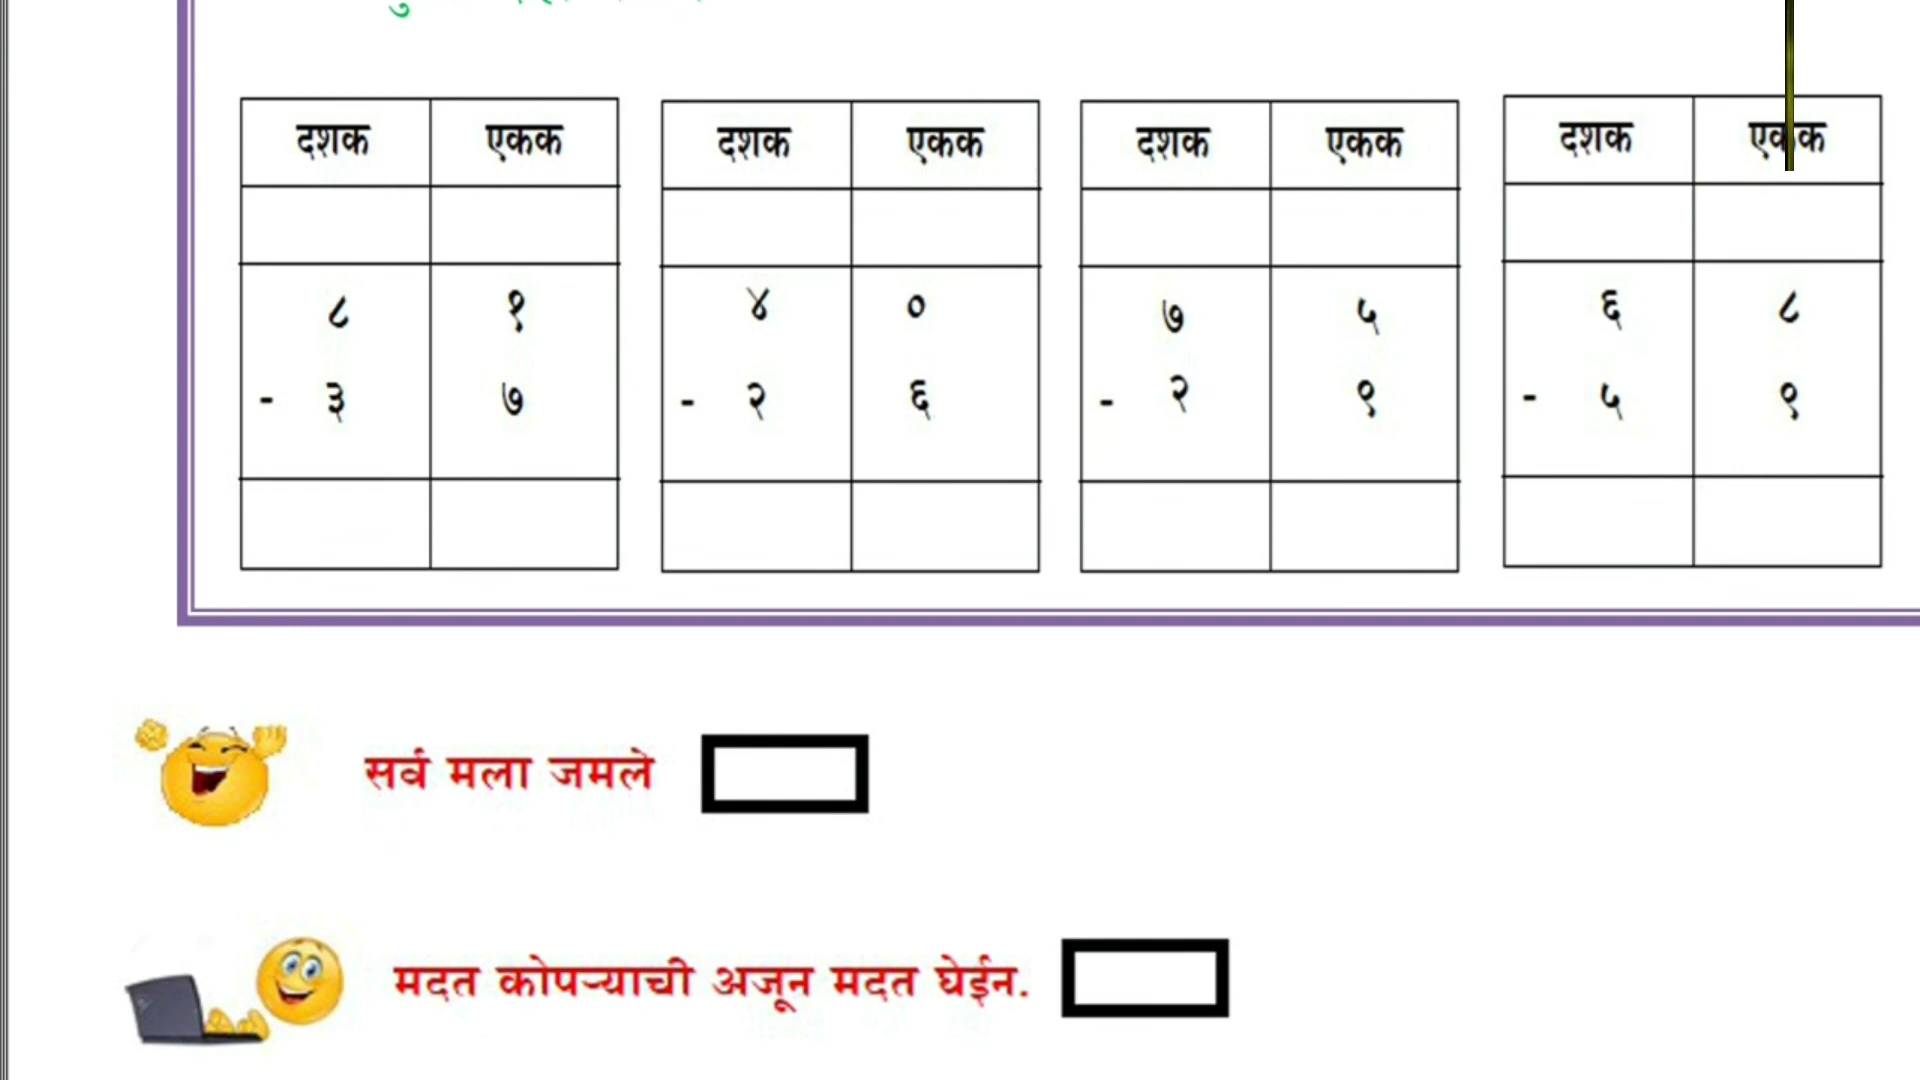 दशक एकक दशक एकक दशक एकक दशक एकक
८ १ ४ ० ७ ५ ६ ८
- ३ ७ - २ ६ - २ ९ - ५ ९
सर्व मला जमले
मदत कोपऱ्याची अजून मदत घेईन.